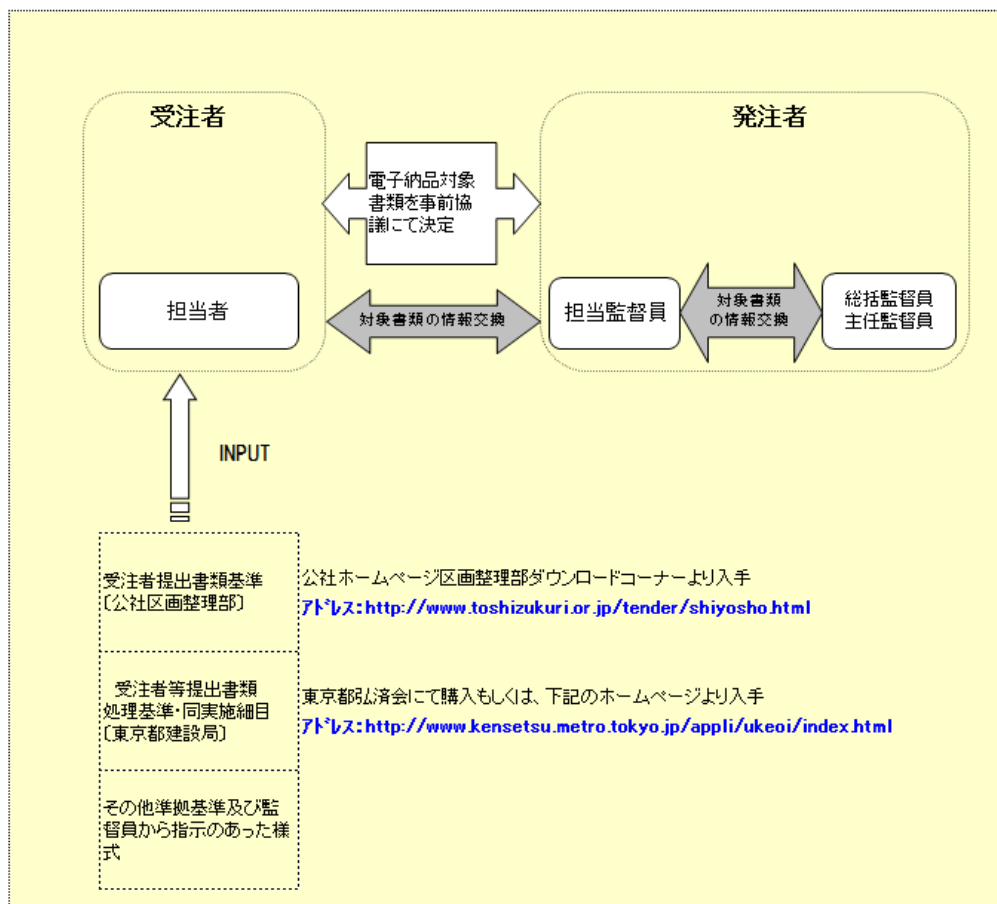 受注者
発注者
電子納品対象
書類を事前協
議にて決定
担当者
対象書類の情報交換
担当監督員
対象書類
の情報交換
総括監督員
主任監督員
INPUT
受注者提出書類基準
〔公社区画整理部〕
公社ホームページ区画整理部ダウンロードコーナーより入手
アドレス:http://www.toshizukuri.or.jp/tender/shiyosho.html
受注者等提出書類
処理基準・同実施細目
〔東京都建設局〕
東京都弘済会にて購入もしくは、下記のホームページより入手
アドレス:http://www.kensetsu.metro.tokyo.jp/appli/ukeoi/index.html
その他準拠基準及び監
督員から指示のあった様
式